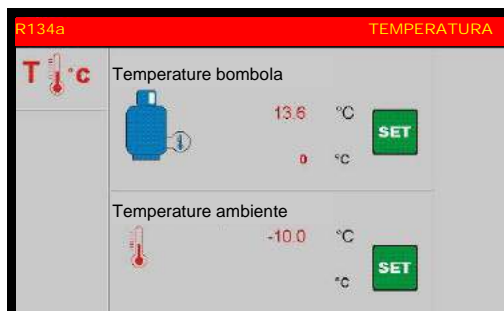 R134a TEMPERATURA
T °c
Temperature bombola
13.6 °C
SET
0 °C
Temperature ambiente
-10.0 °C
SET
°C